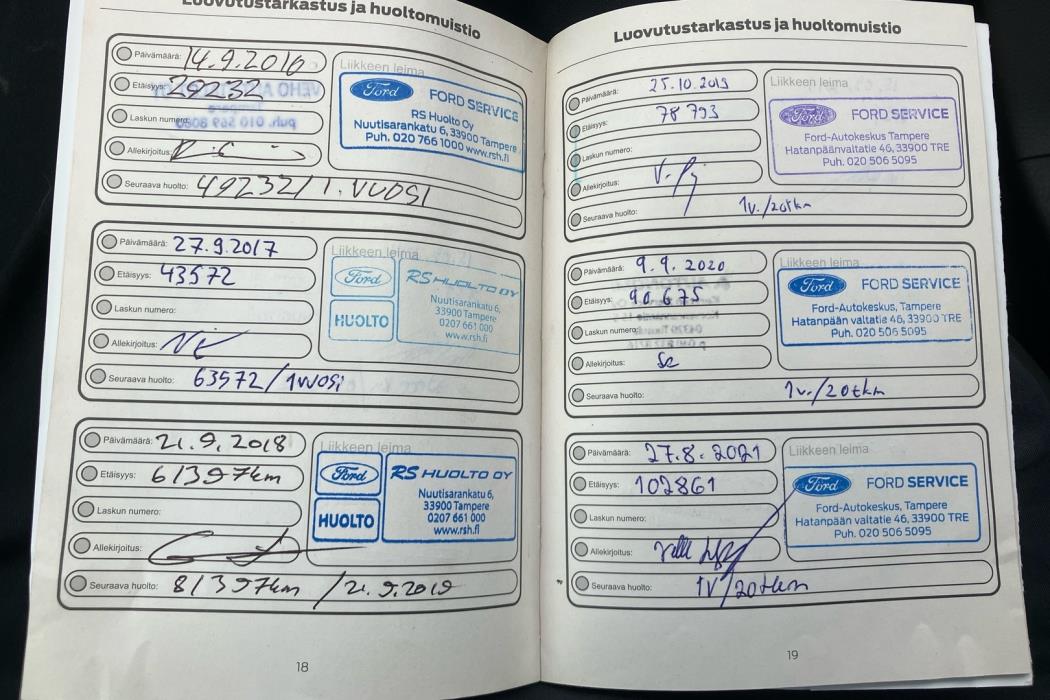 Luovutustarkastus ja huoltomuistio
Päivämäärä: 14.9.2016
Etäisyys: 29232
Laskun numero:
Allekirjoitus:
Seuraava huolto: 49232/1. VUOSI
Liikkeen leima
Ford FORD SERVICE
RS Huolto Oy
Nuutisarankatu 6, 33900 Tampere
Puh. 020 766 1000 www.rsh.fi
Päivämäärä: 27.9.2017
Etäisyys: 43572
Laskun numero:
Allekirjoitus:
Seuraava huolto: 63572/1VUOSI
Liikkeen leima
Ford RS HUOLTO OY
HUOLTO
Nuutisarankatu 6,
33900 Tampere
0207 661 000
www.rsh.fi
Päivämäärä: 21.9.2018
Etäisyys: 61397km
Laskun numero:
Allekirjoitus:
Seuraava huolto: 81397km /21.9.2019
Liikkeen leima
Ford RS HUOLTO OY
HUOLTO
Nuutisarankatu 6,
33900 Tampere
0207 661 000
www.rsh.fi
18
Luovutustarkastus ja huoltomuistio
Päivämäärä: 25.10.2019
Etäisyys: 78 793
Laskun numero:
Allekirjoitus:
Seuraava huolto: 1v./20tkm
Liikkeen leima
Ford FORD SERVICE
Ford-Autokeskus Tampere
Hatanpäänvaltatie 46, 33900 TRE
Puh. 020 506 5095
Päivämäärä: 9.9.2020
Etäisyys: 90 675
Laskun numero:
Allekirjoitus:
Seuraava huolto: 1v./20tkm
Liikkeen leima
Ford FORD SERVICE
Ford-Autokeskus, Tampere
Hatanpään valtatie 46, 33900 TRE
Puh. 020 506 5095
Päivämäärä: 27.8.2021
Etäisyys: 102861
Laskun numero:
Allekirjoitus:
Seuraava huolto: 1V/20tkm
Liikkeen leima
Ford FORD SERVICE
Ford-Autokeskus, Tampere
Hatanpään valtatie 46, 33900 TRE
Puh. 020 506 5095
19